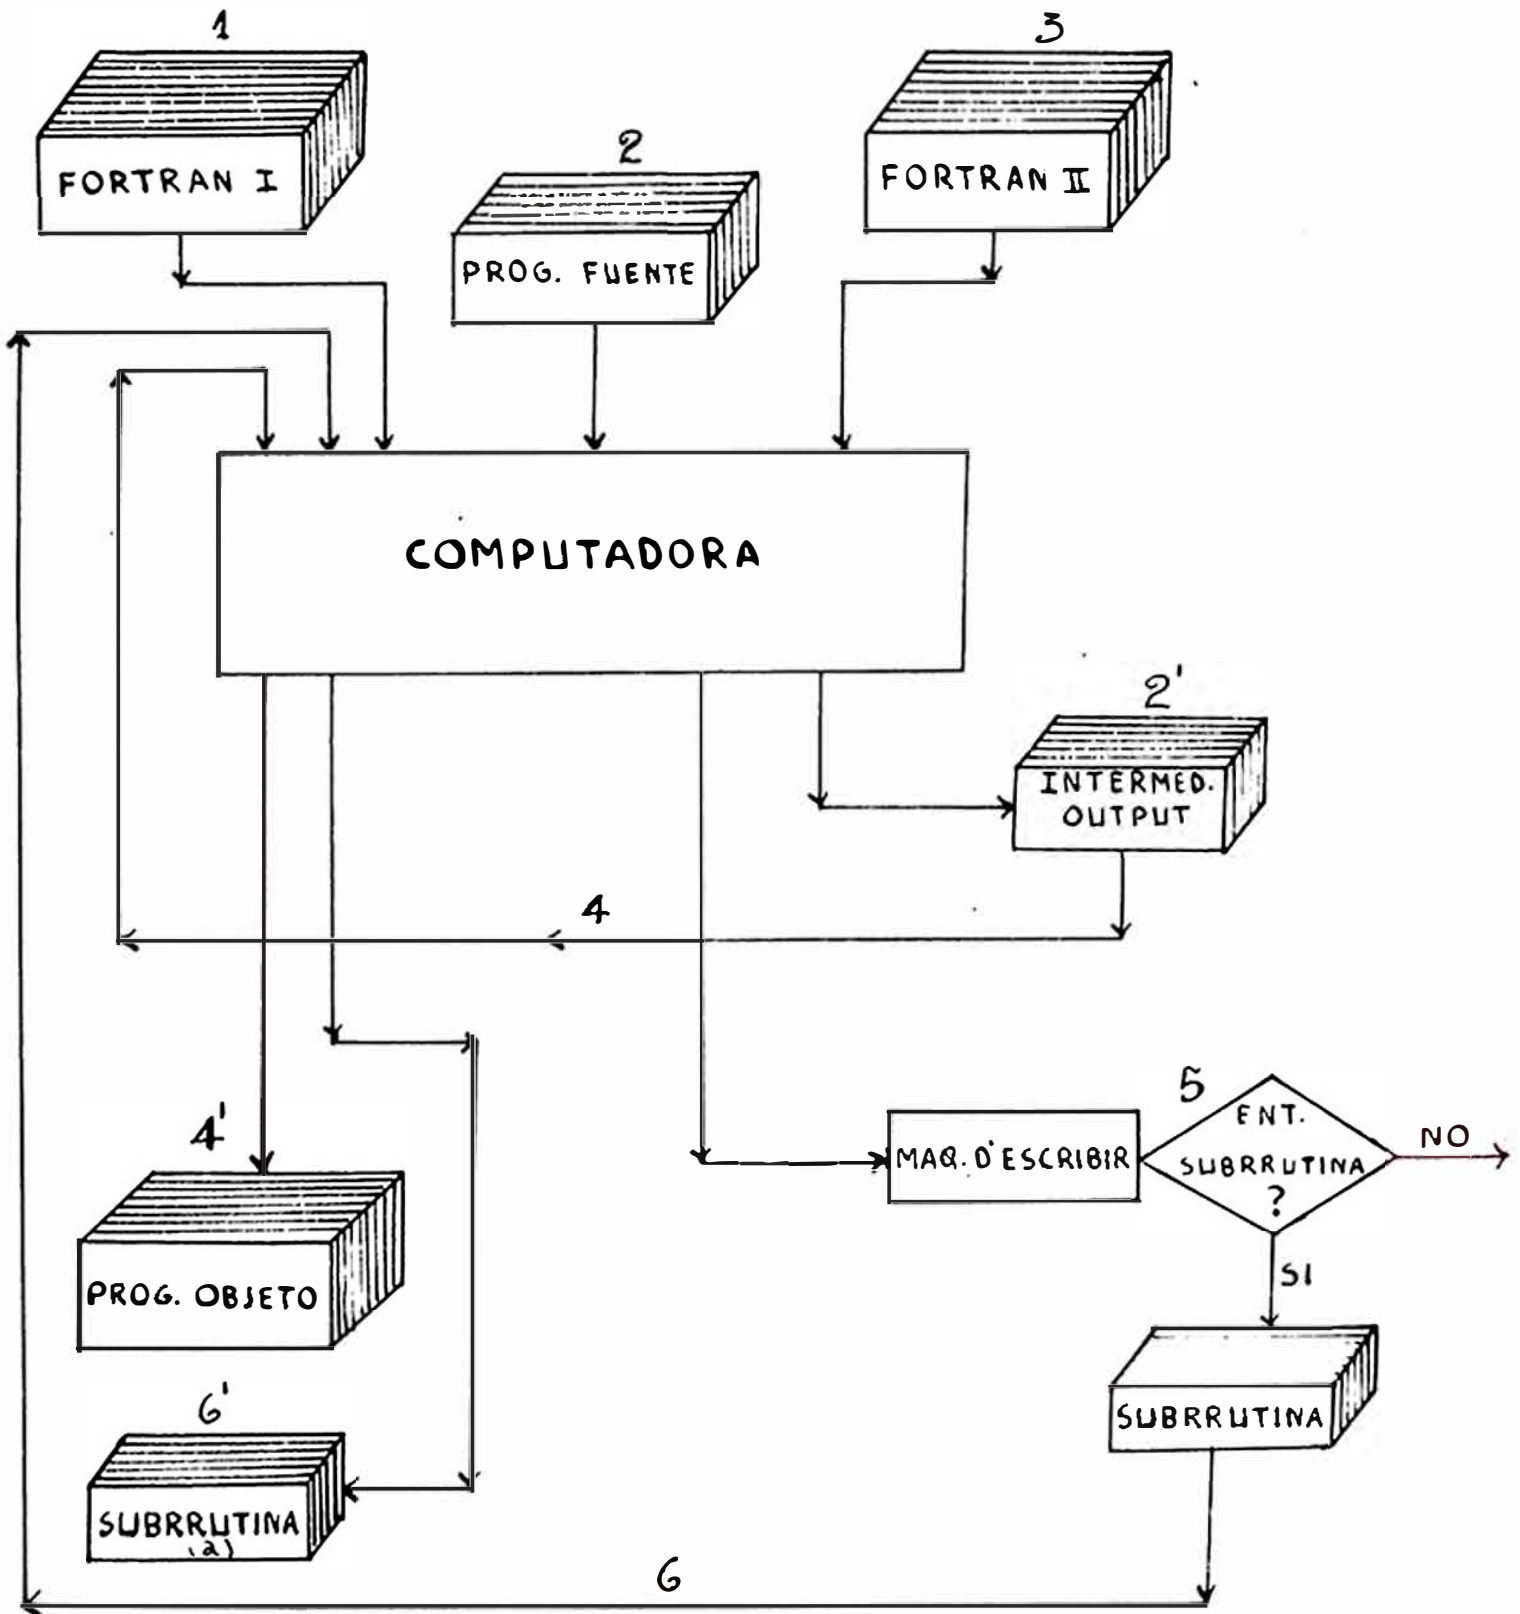 1
3
FORTRAN I
2
FORTRAN II
PROG. FUENTE
COMPUTADORA
2'
INTERMED.
OUTPUT
4
4'
5
ENT.
SUBRRUTINA
?
NO
MAQ. D'ESCRIBIR
PROG. OBJETO
SI
6'
SUBRRUTINA
SUBRRUTINA
(2)
6